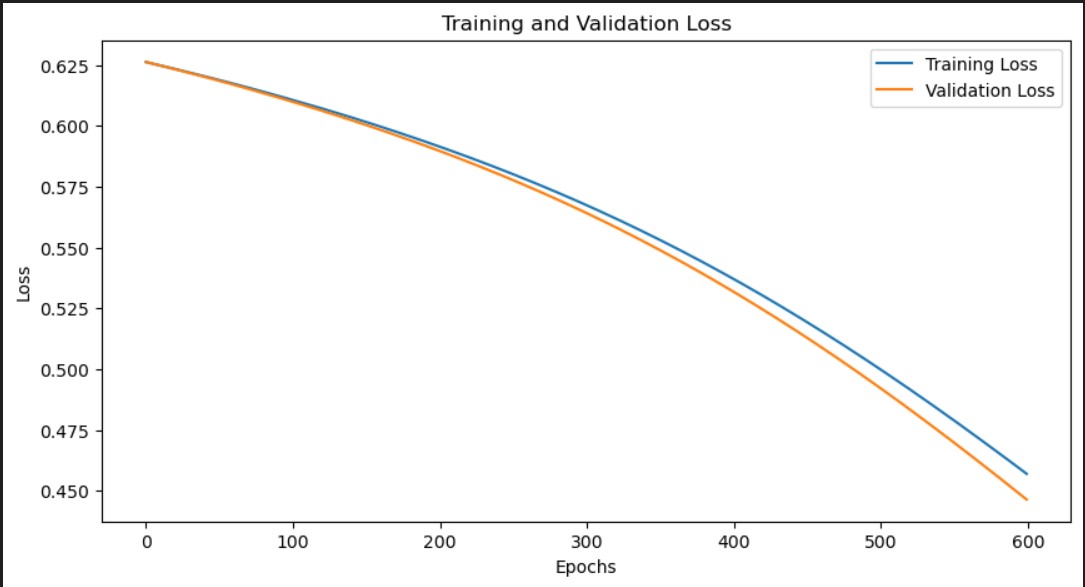 Training and Validation Loss
Training Loss
Validation Loss
0.625
0.600
0.575
0.550
0.525
0.500
0.475
0.450
Loss
0 100 200 300 400 500 600
Epochs